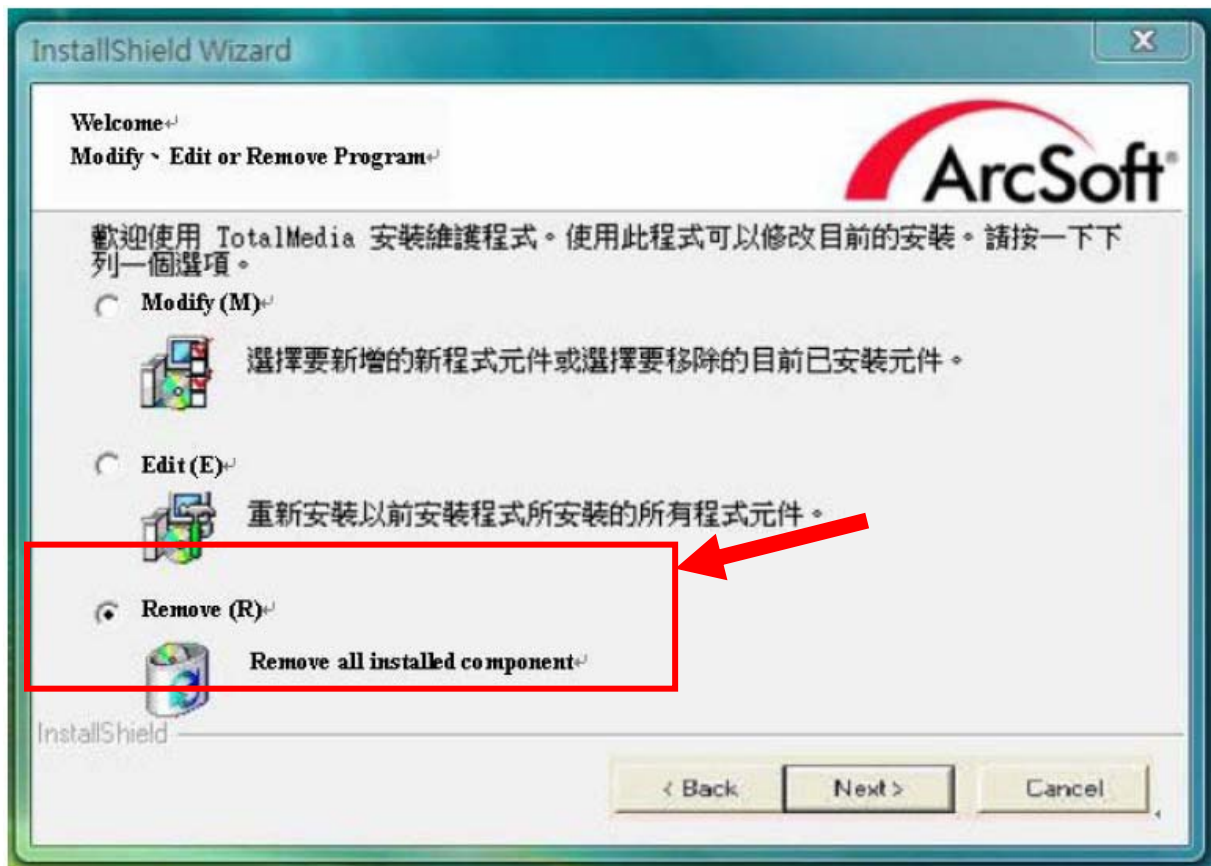 InstallShield Wizard
Welcome↵
Modify、Edit or Remove Program↵
ArcSoft®
歡迎使用 TotalMedia 安裝維護程式。使用此程式可以修改目前的安裝。請按一下下
列一個選項。
Modify (M)↵
選擇要新增的新程式元件或選擇要移除的目前已安裝元件。
Edit (E)↵
重新安裝以前安裝程式所安裝的所有程式元件。
Remove (R)↵
Remove all installed component↵
InstallShield
< Back Next > Cancel